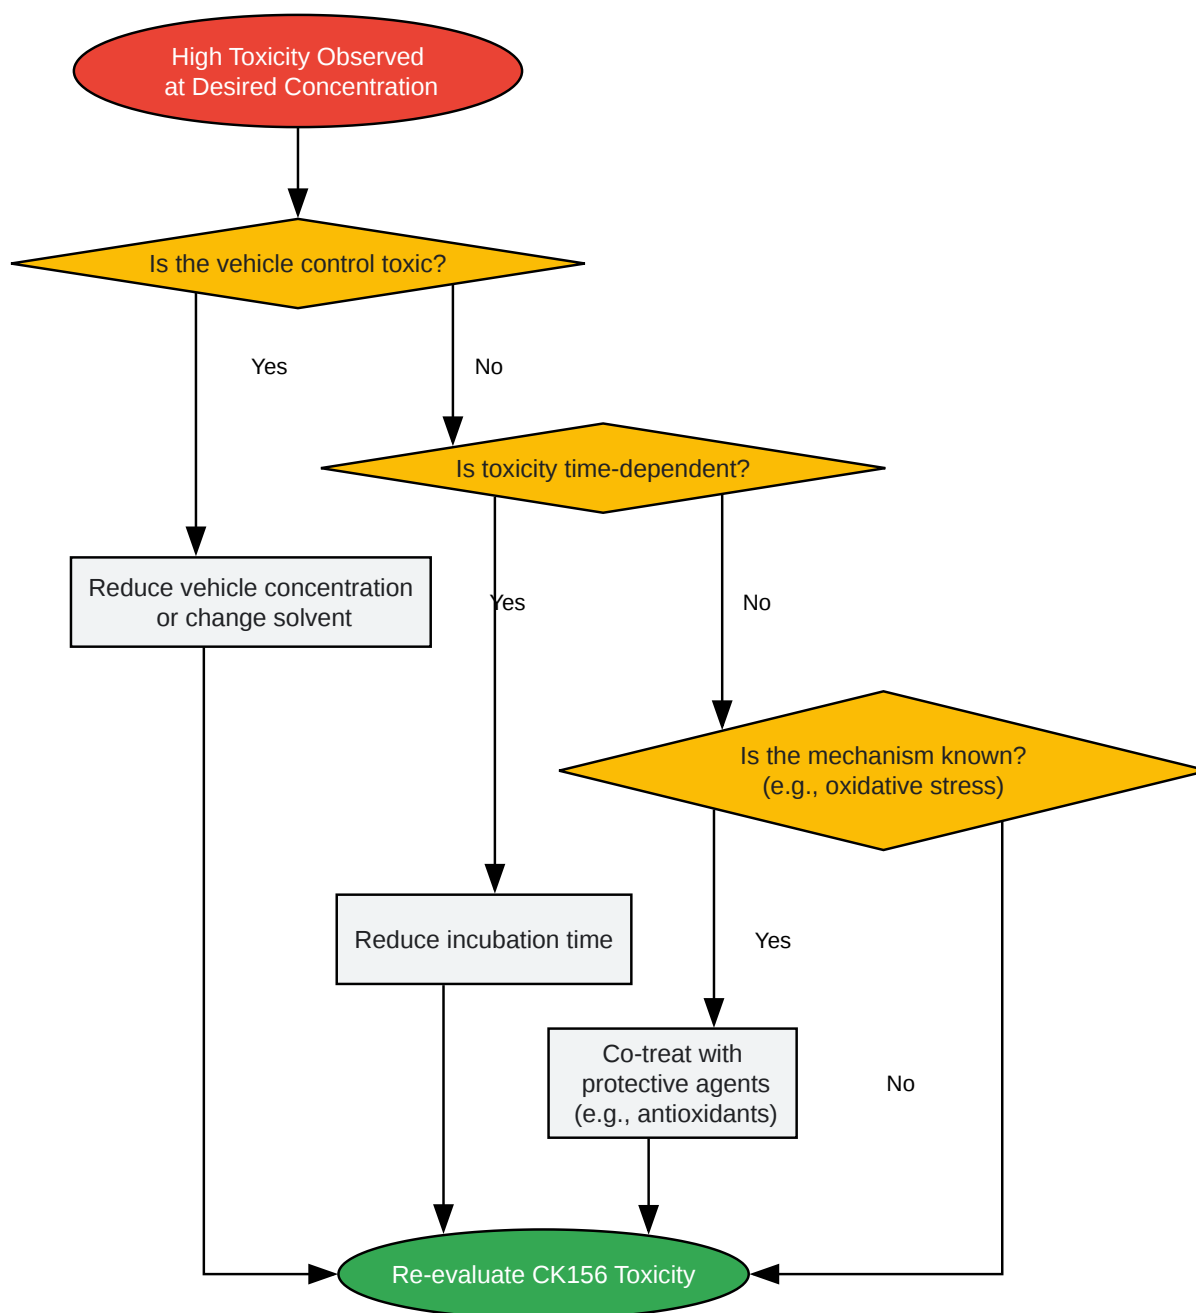 High Toxicity Observed
at Desired Concentration
Is the vehicle control toxic?
Yes
No
Is toxicity time-dependent?
Reduce vehicle concentration
or change solvent
Yes
No
Is the mechanism known?
(e.g., oxidative stress)
Reduce incubation time
Yes
Co-treat with
protective agents
(e.g., antioxidants)
No
Re-evaluate CK156 Toxicity